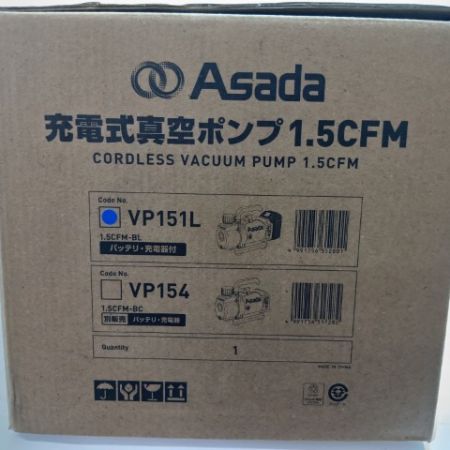 Asada
充電式真空ポンプ 1.5CFM
CORDLESS VACUUM PUMP 1.5CFM
Code No.
VP151L
1.5CFM-BL
バッテリ・充電器付
Code No.
VP154
1.5CFM-BC
別販売 バッテリ・充電器
Quantity 1
MADE IN CHINA